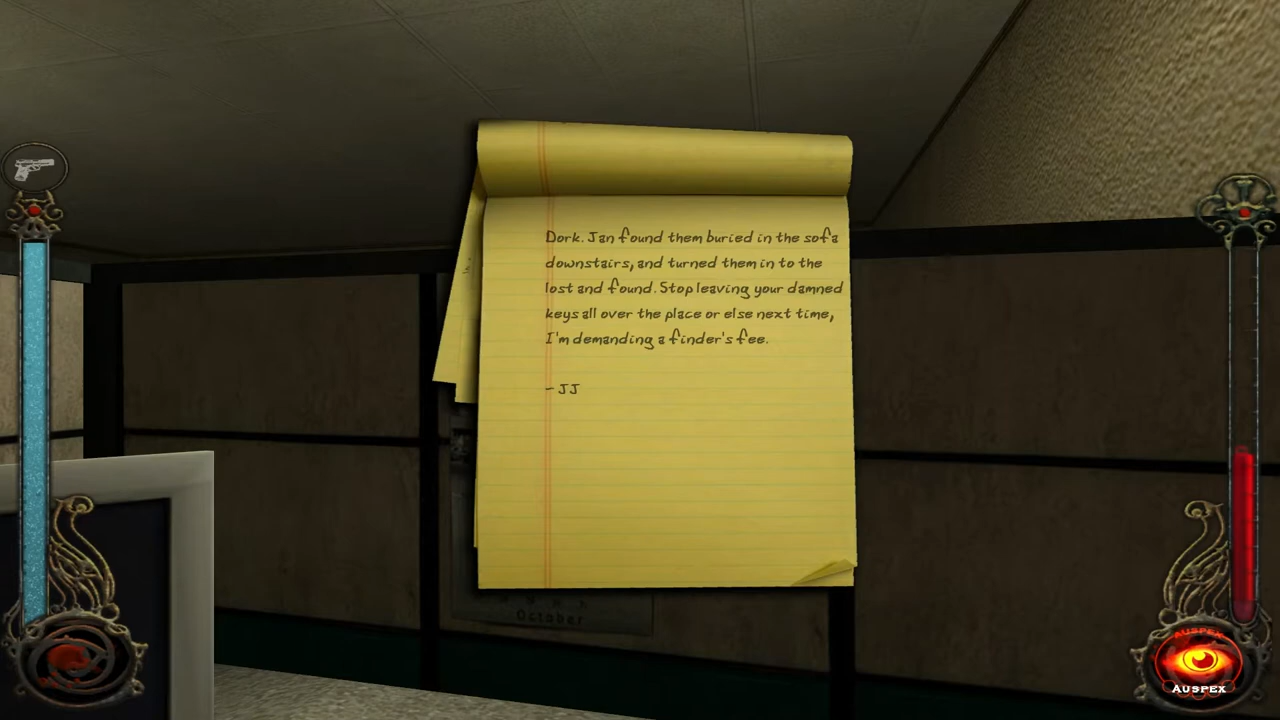 Dork. Jan found them buried in the sofa
downstairs, and turned them in to the
lost and found. Stop leaving your damned
keys all over the place or else next time,
I'm demanding a finder's fee.
- JJ
October
AUSPEX
AUSPEX